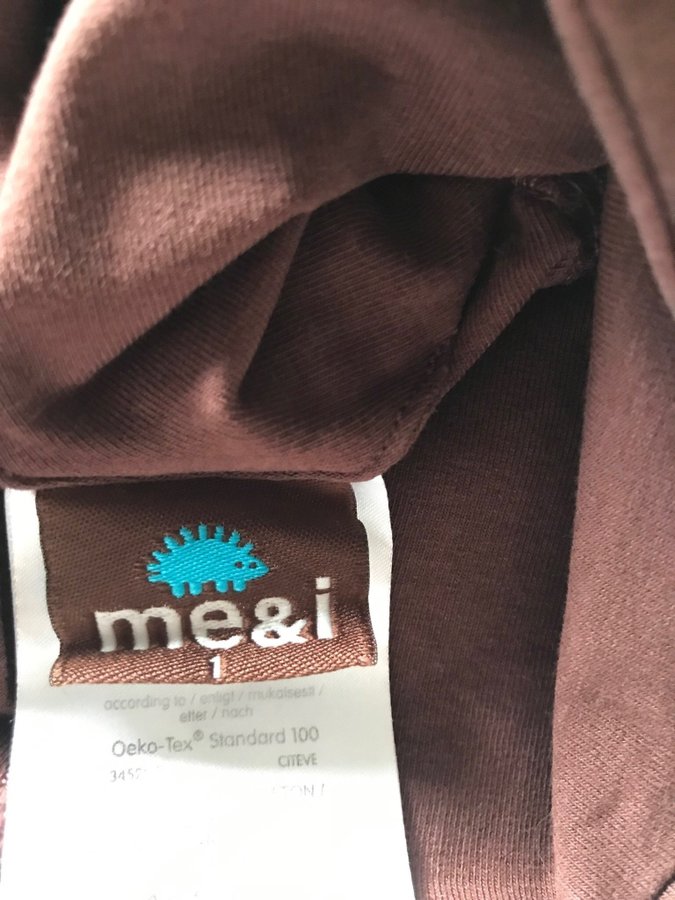 me&i
1
according to / enligt / mukaisesti /
etter / nach
Oeko-Tex® Standard 100
CITEVE